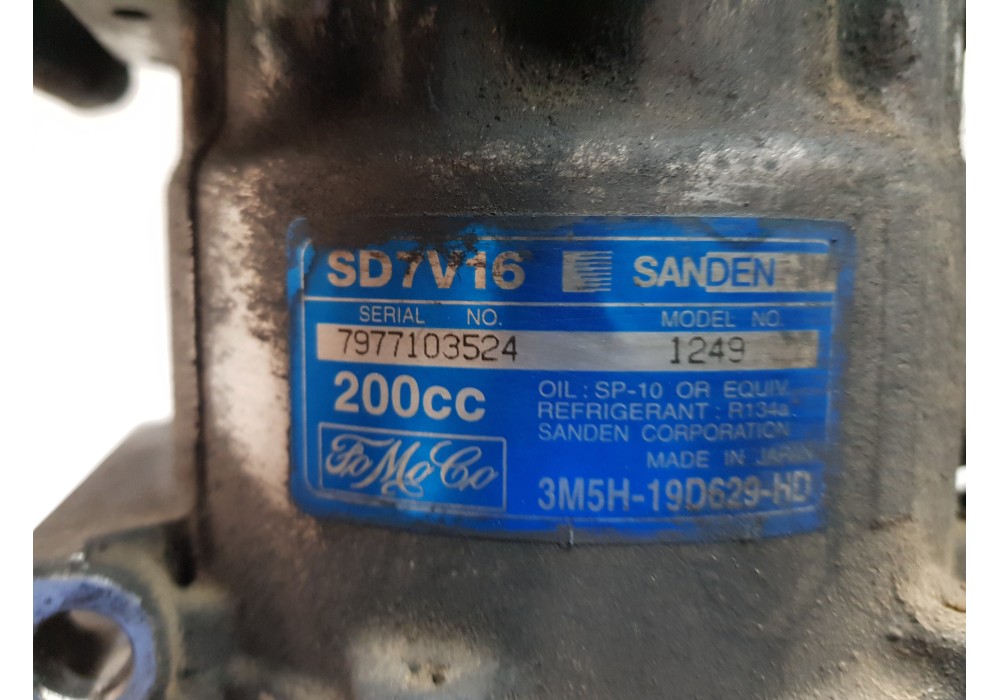 SD7V16 SANDEN
SERIAL NO. MODEL NO.
7977103524 1249
200cc
OIL : SP-10 OR EQUIV.
REFRIGERANT : R134a
SANDEN CORPORATION
MADE IN JAPAN
FoMoCo
3M5H-19D629-HD